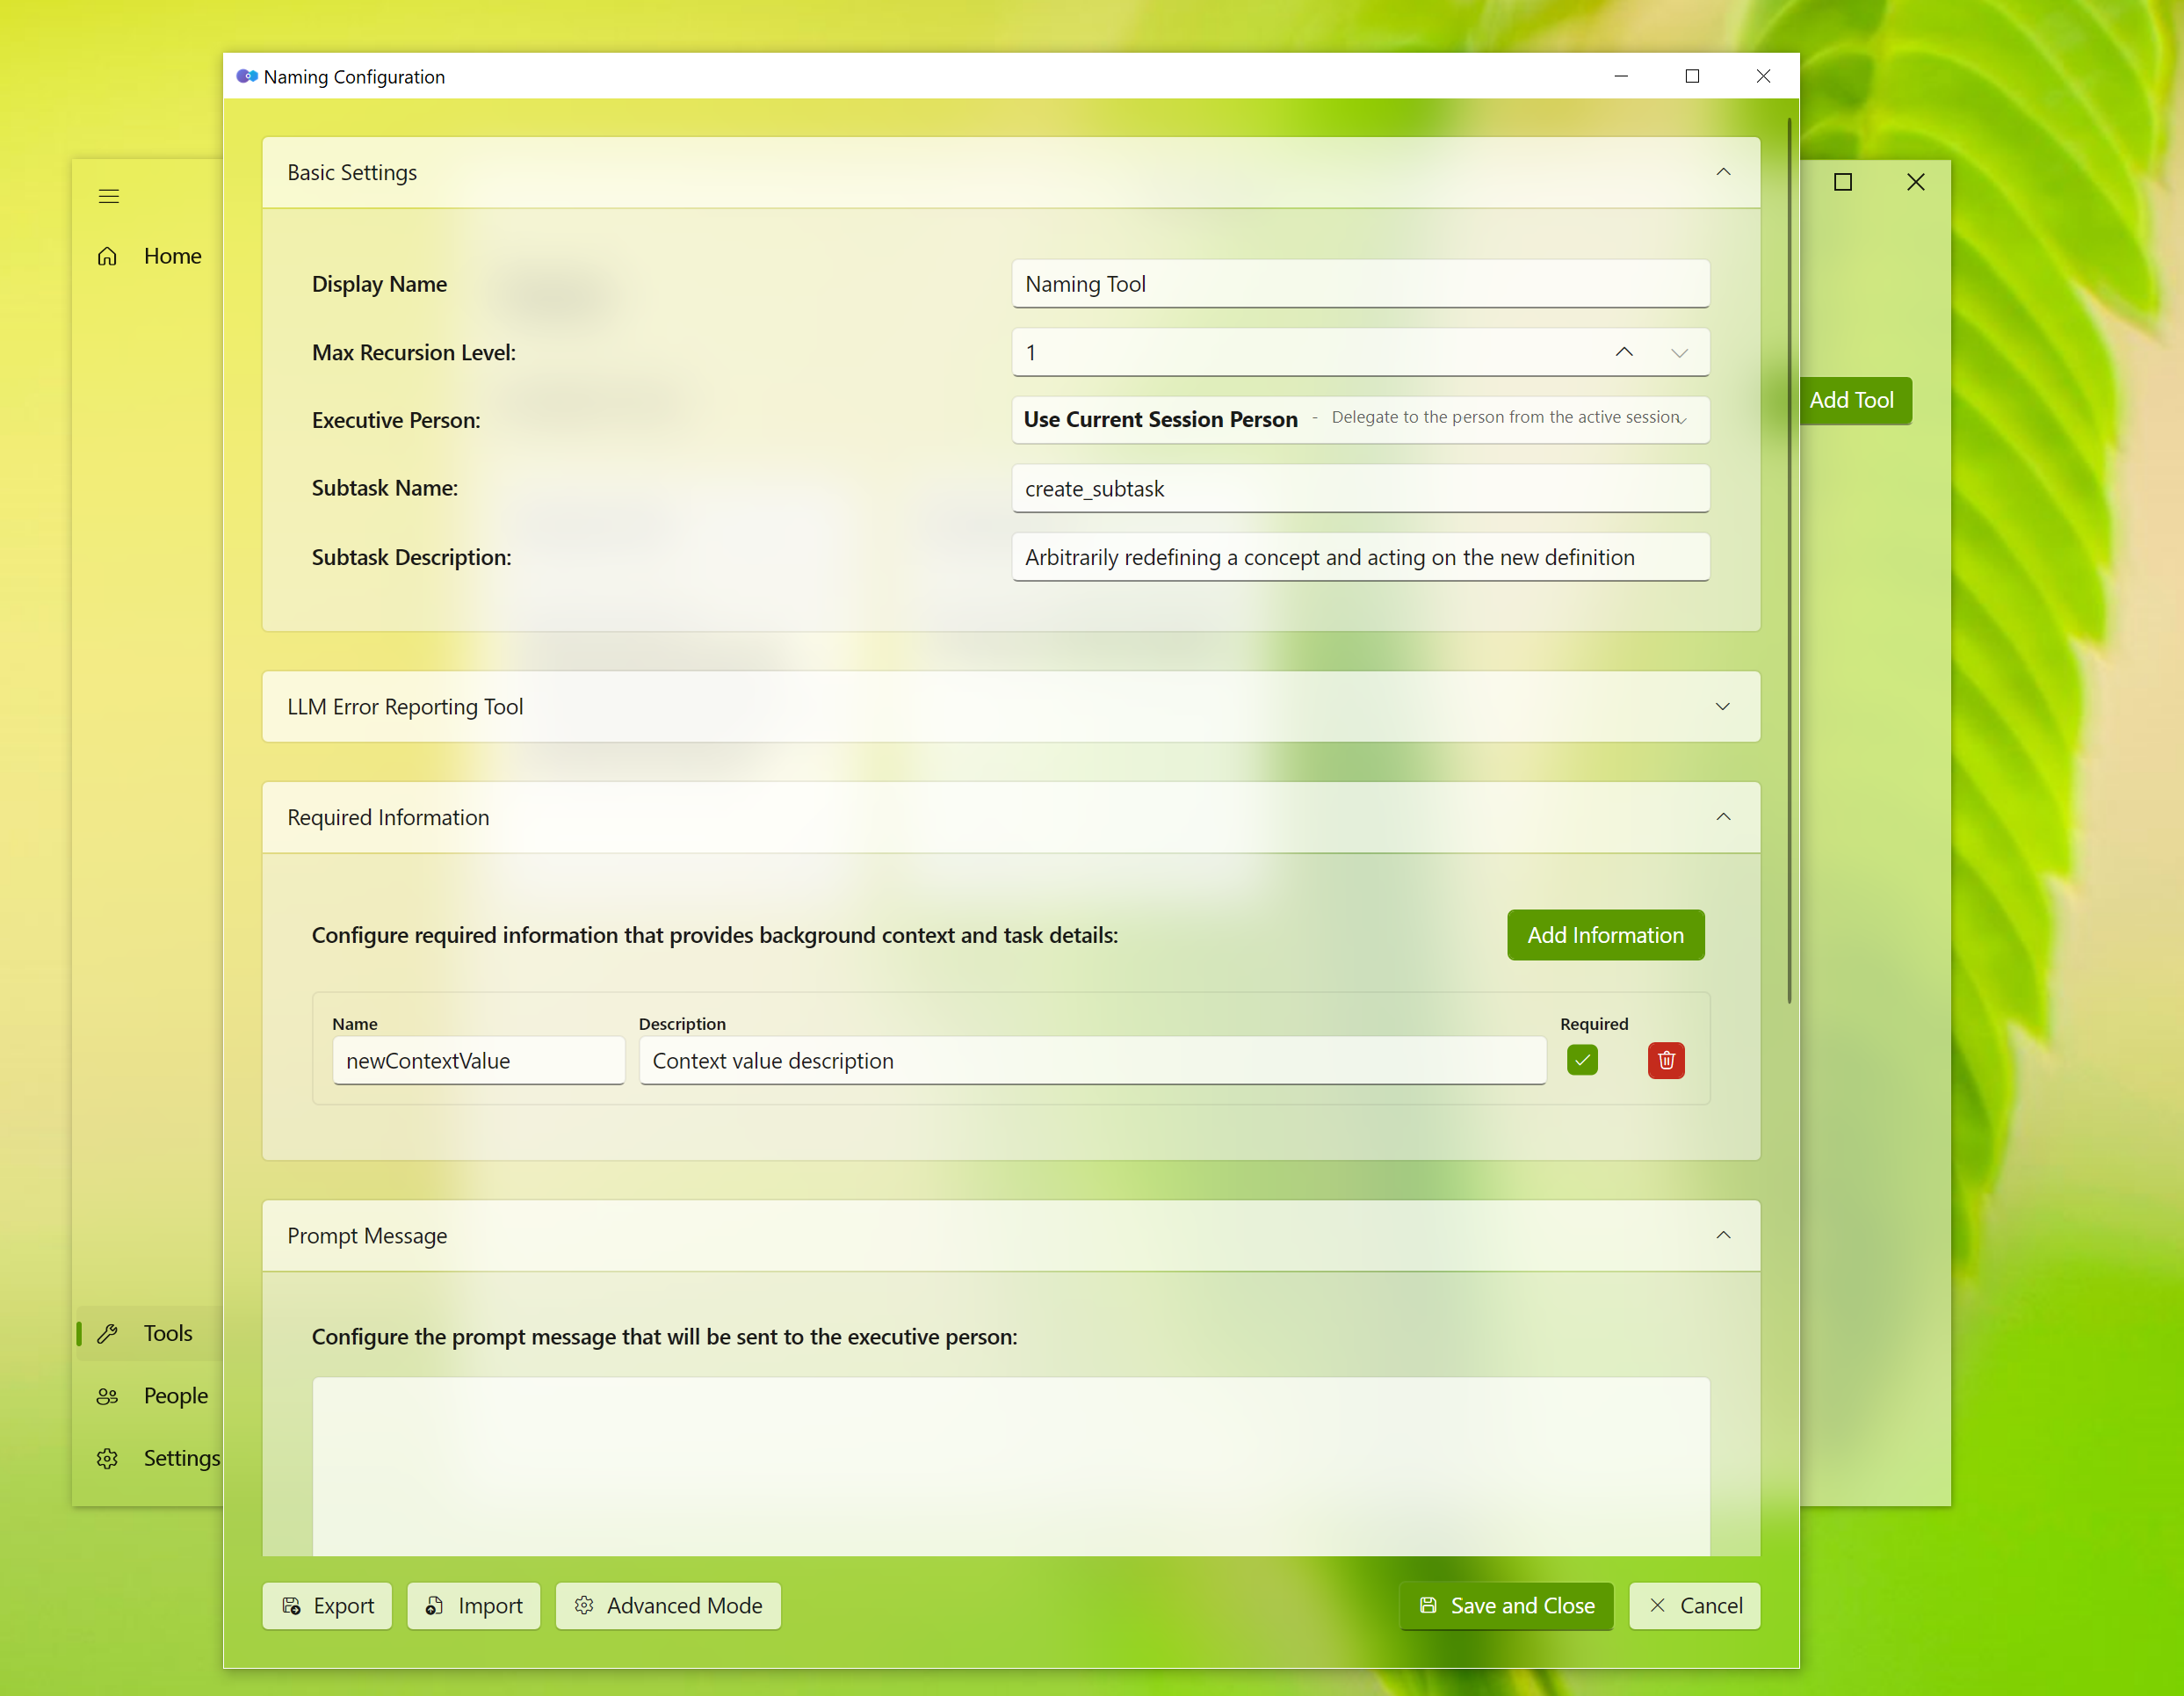 Naming Configuration
Basic Settings
Home
Display Name
Naming Tool
Max Recursion Level:
1
Executive Person:
Use Current Session Person - Delegate to the person from the active session
Add Tool
Subtask Name:
create_subtask
Subtask Description:
Arbitrarily redefining a concept and acting on the new definition
LLM Error Reporting Tool
Required Information
Configure required information that provides background context and task details:
Add Information
Name
Description
Required
newContextValue
Context value description
Prompt Message
Configure the prompt message that will be sent to the executive person:
Tools
People
Settings
Export
Import
Advanced Mode
Save and Close
Cancel